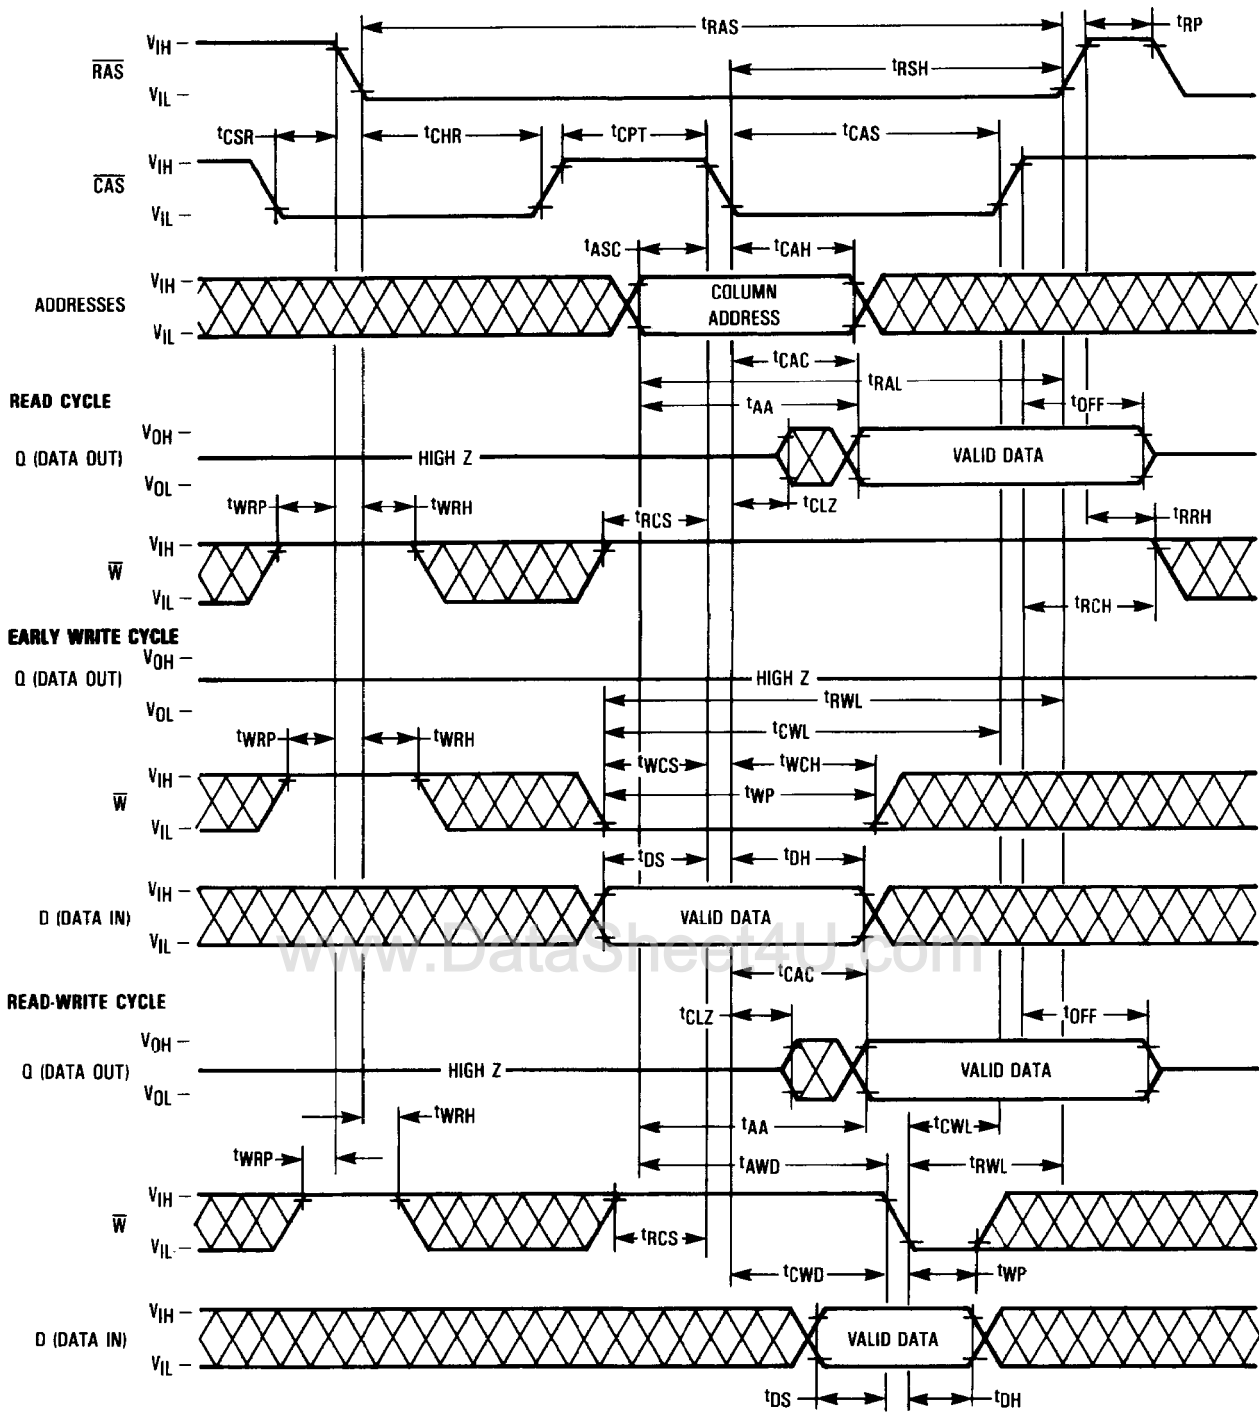 tRAS
tRP
VIH
RAS
tRSH
VIL
tCSR
tCHR
tCPT
tCAS
VIH
CAS
VIL
tASC
tCAH
VIH
ADDRESSES
COLUMN
ADDRESS
VIL
tCAC
tRAL
READ CYCLE
tAA
tOFF
VOH
Q (DATA OUT)
HIGH Z
VALID DATA
VOL
tWRP
tWRH
tRCS
tCLZ
tRRH
VIH
W
VIL
tRCH
EARLY WRITE CYCLE
VOH
Q (DATA OUT)
HIGH Z
tRWL
VOL
tCWL
tWRP
tWRH
tWCS
tWCH
VIH
W
tWP
VIL
tDS
tDH
VIH
D (DATA IN)
VALID DATA
VIL
www.DataSheet4U.com
tCAC
READ-WRITE CYCLE
tCLZ
tOFF
VOH
Q (DATA OUT)
HIGH Z
VALID DATA
VOL
tWRH
tAA
tCWL
tWRP
tAWD
tRWL
VIH
W
VIL
tRCS
tCWD
tWP
VIH
D (DATA IN)
VALID DATA
VIL
tDS
tDH